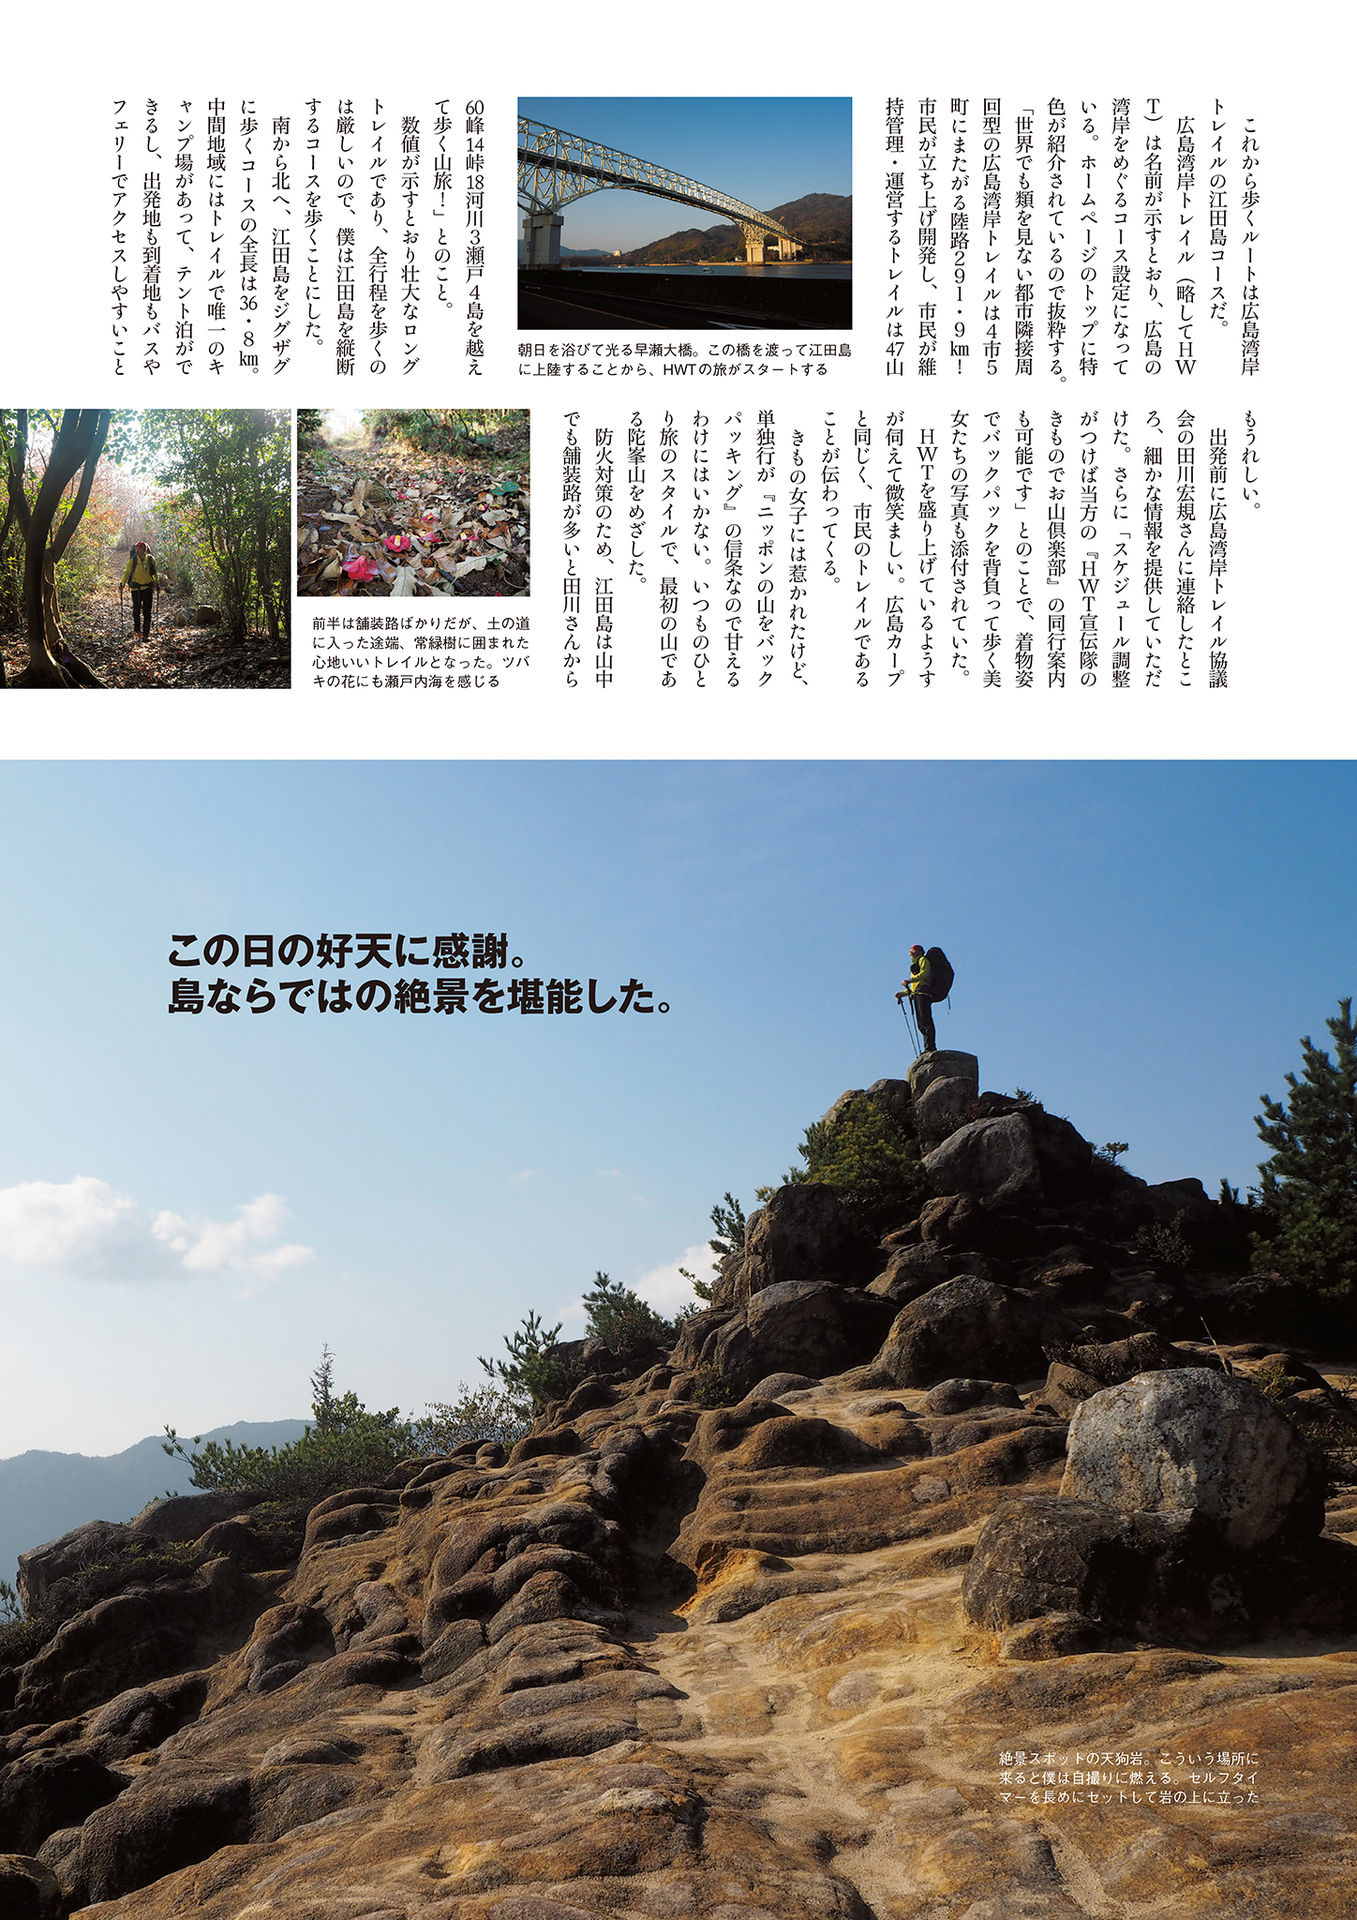 これから歩くルートは広島湾岸
トレイルの江田島コースだ。
広島湾岸トレイル（略してＨＷ
Ｔ）は名前が示すとおり、広島の
湾岸をめぐるコース設定になって
いる。ホームページのトップに特
色が紹介されているので抜粋する。
「世界でも類を見ない都市隣接周
回型の広島湾岸トレイルは４市５
町にまたがる陸路２９１・９㎞！
市民が立ち上げ開発し、市民が維
持管理・運営するトレイルは47山
60峰14峠18河川３瀬戸４島を越え
て歩く山旅！」とのこと。
数値が示すとおり壮大なロング
トレイルであり、全行程を歩くの
は厳しいので、僕は江田島を縦断
するコースを歩くことにした。
南から北へ、江田島をジグザグ
に歩くコースの全長は36・８㎞。
中間地域にはトレイルで唯一のキ
ャンプ場があって、テント泊がで
きるし、出発地も到着地もバスや
フェリーでアクセスしやすいこと
朝日を浴びて光る早瀬大橋。この橋を渡って江田島
に上陸することから、HWTの旅がスタートする
もうれしい。
出発前に広島湾岸トレイル協議
会の田川宏規さんに連絡したとこ
ろ、細かな情報を提供していただ
けた。さらに「スケジュール調整
がつけば当方の『ＨＷＴ宣伝隊の
きものでお山倶楽部』の同行案内
も可能です」とのことで、着物姿
でバックパックを背負って歩く美
女たちの写真も添付されていた。
ＨＷＴを盛り上げているようす
が伺えて微笑ましい。広島カープ
と同じく、市民のトレイルである
ことが伝わってくる。
きもの女子には惹かれたけど、
単独行が『ニッポンの山をバック
パッキング』の信条なので甘える
わけにはいかない。いつものひと
り旅のスタイルで、最初の山であ
る陀峯山をめざした。
防火対策のため、江田島は山中
でも舗装路が多いと田川さんから
前半は舗装路ばかりだが、土の道
に入った途端、常緑樹に囲まれた
心地いいトレイルとなった。ツバ
キの花にも瀬戸内海を感じる
この日の好天に感謝。
島ならではの絶景を堪能した。
絶景スポットの天狗岩。こういう場所に
来ると僕は自撮りに燃える。セルフタイ
マーを長めにセットして岩の上に立った